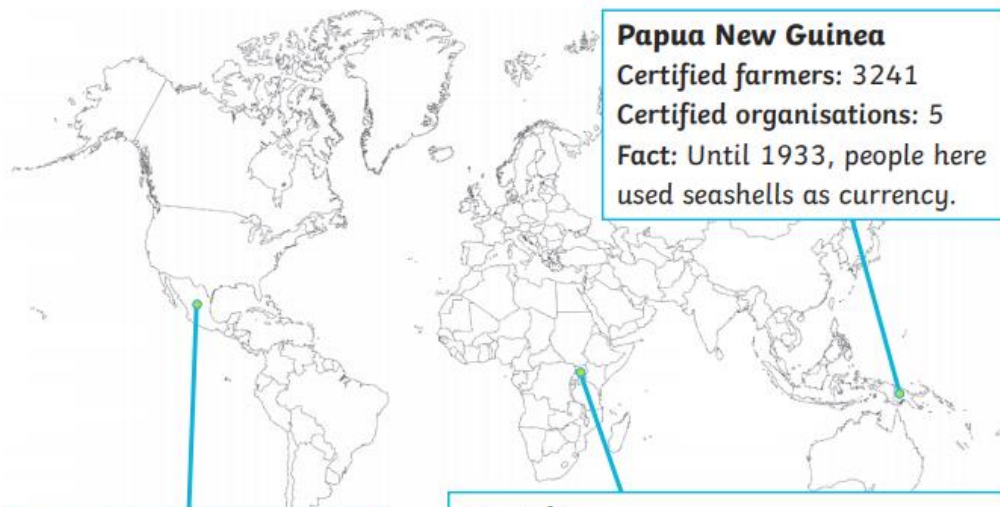 Papua New Guinea
Certified farmers: 3241
Certified organisations: 5
Fact: Until 1933, people here
used seashells as currency.